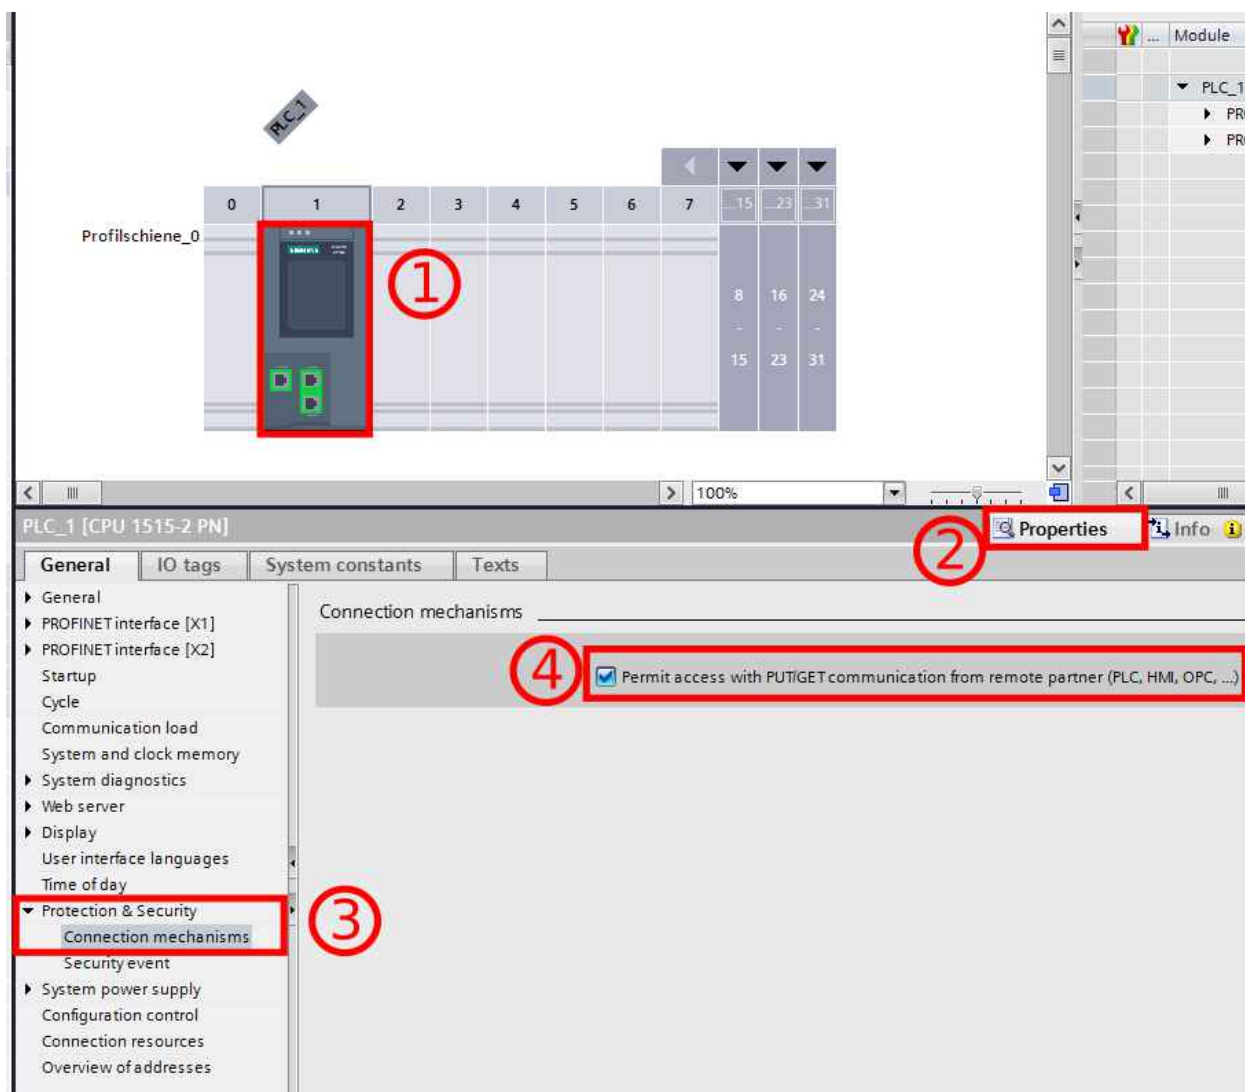 ... Module
PLC_1
PLC_1
PR
PR
0 1 2 3 4 5 6 7 ...15 ...23 ...31
Profilschiene_0
SIEMENS
1
8 16 24
- - -
15 23 31
100%
PLC_1 [CPU 1515-2 PN]
2
Properties
Info
General IO tags System constants Texts
General
PROFINET interface [X1]
PROFINET interface [X2]
Startup
Cycle
Communication load
System and clock memory
System diagnostics
Web server
Display
User interface languages
Time of day
Protection & Security
Connection mechanisms
Security event
System power supply
Configuration control
Connection resources
Overview of addresses
3
Connection mechanisms
4
Permit access with PUT/GET communication from remote partner (PLC, HMI, OPC, ...)